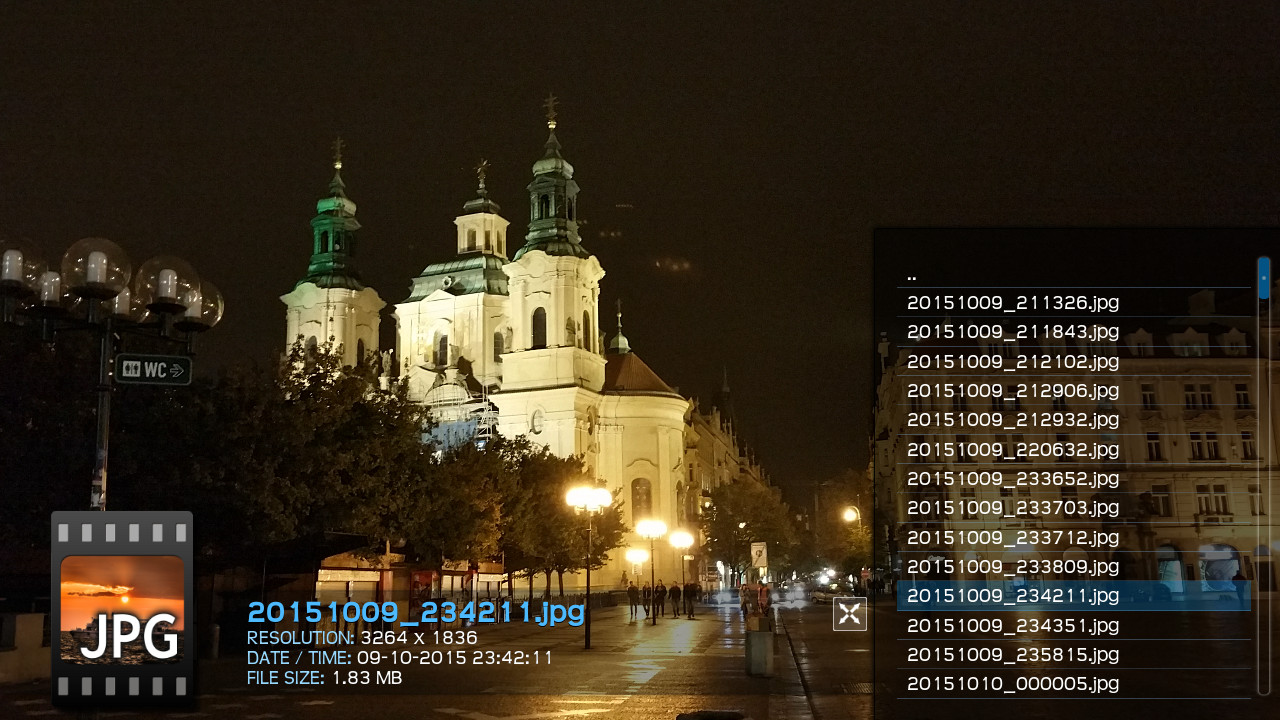 WC
JPG
20151009_234211.jpg
RESOLUTION: 3264 x 1836
DATE / TIME: 09-10-2015 23:42:11
FILE SIZE: 1.83 MB
..
20151009_211326.jpg
20151009_211843.jpg
20151009_212102.jpg
20151009_212906.jpg
20151009_212932.jpg
20151009_220632.jpg
20151009_233652.jpg
20151009_233703.jpg
20151009_233712.jpg
20151009_233809.jpg
20151009_234211.jpg
20151009_234351.jpg
20151009_235815.jpg
20151010_000005.jpg